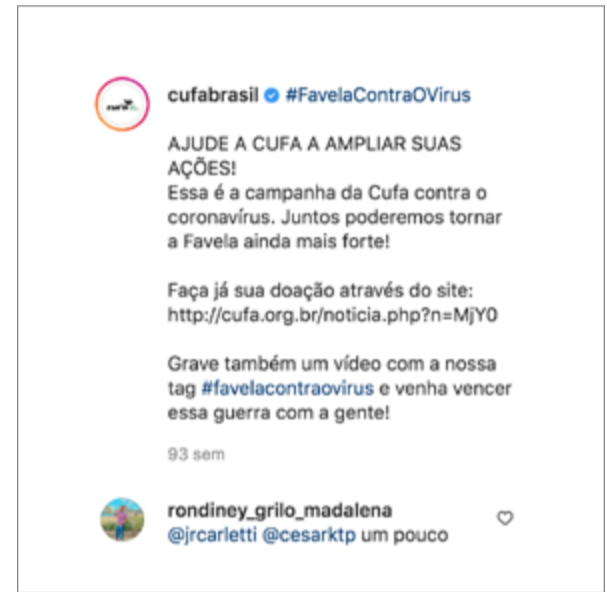 cufabrasil #FavelaContraOVirus
AJUDE A CUFA A AMPLIAR SUAS
AÇÕES!
Essa é a campanha da Cufa contra o
coronavírus. Juntos poderemos tornar
a Favela ainda mais forte!
Faça já sua doação através do site:
http://cufa.org.br/noticia.php?n=MjY0
Grave também um vídeo com a nossa
tag #favelacontraovirus e venha vencer
essa guerra com a gente!
93 sem
rondiney_grilo_madalena
@jrcarletti @cesarktp um pouco